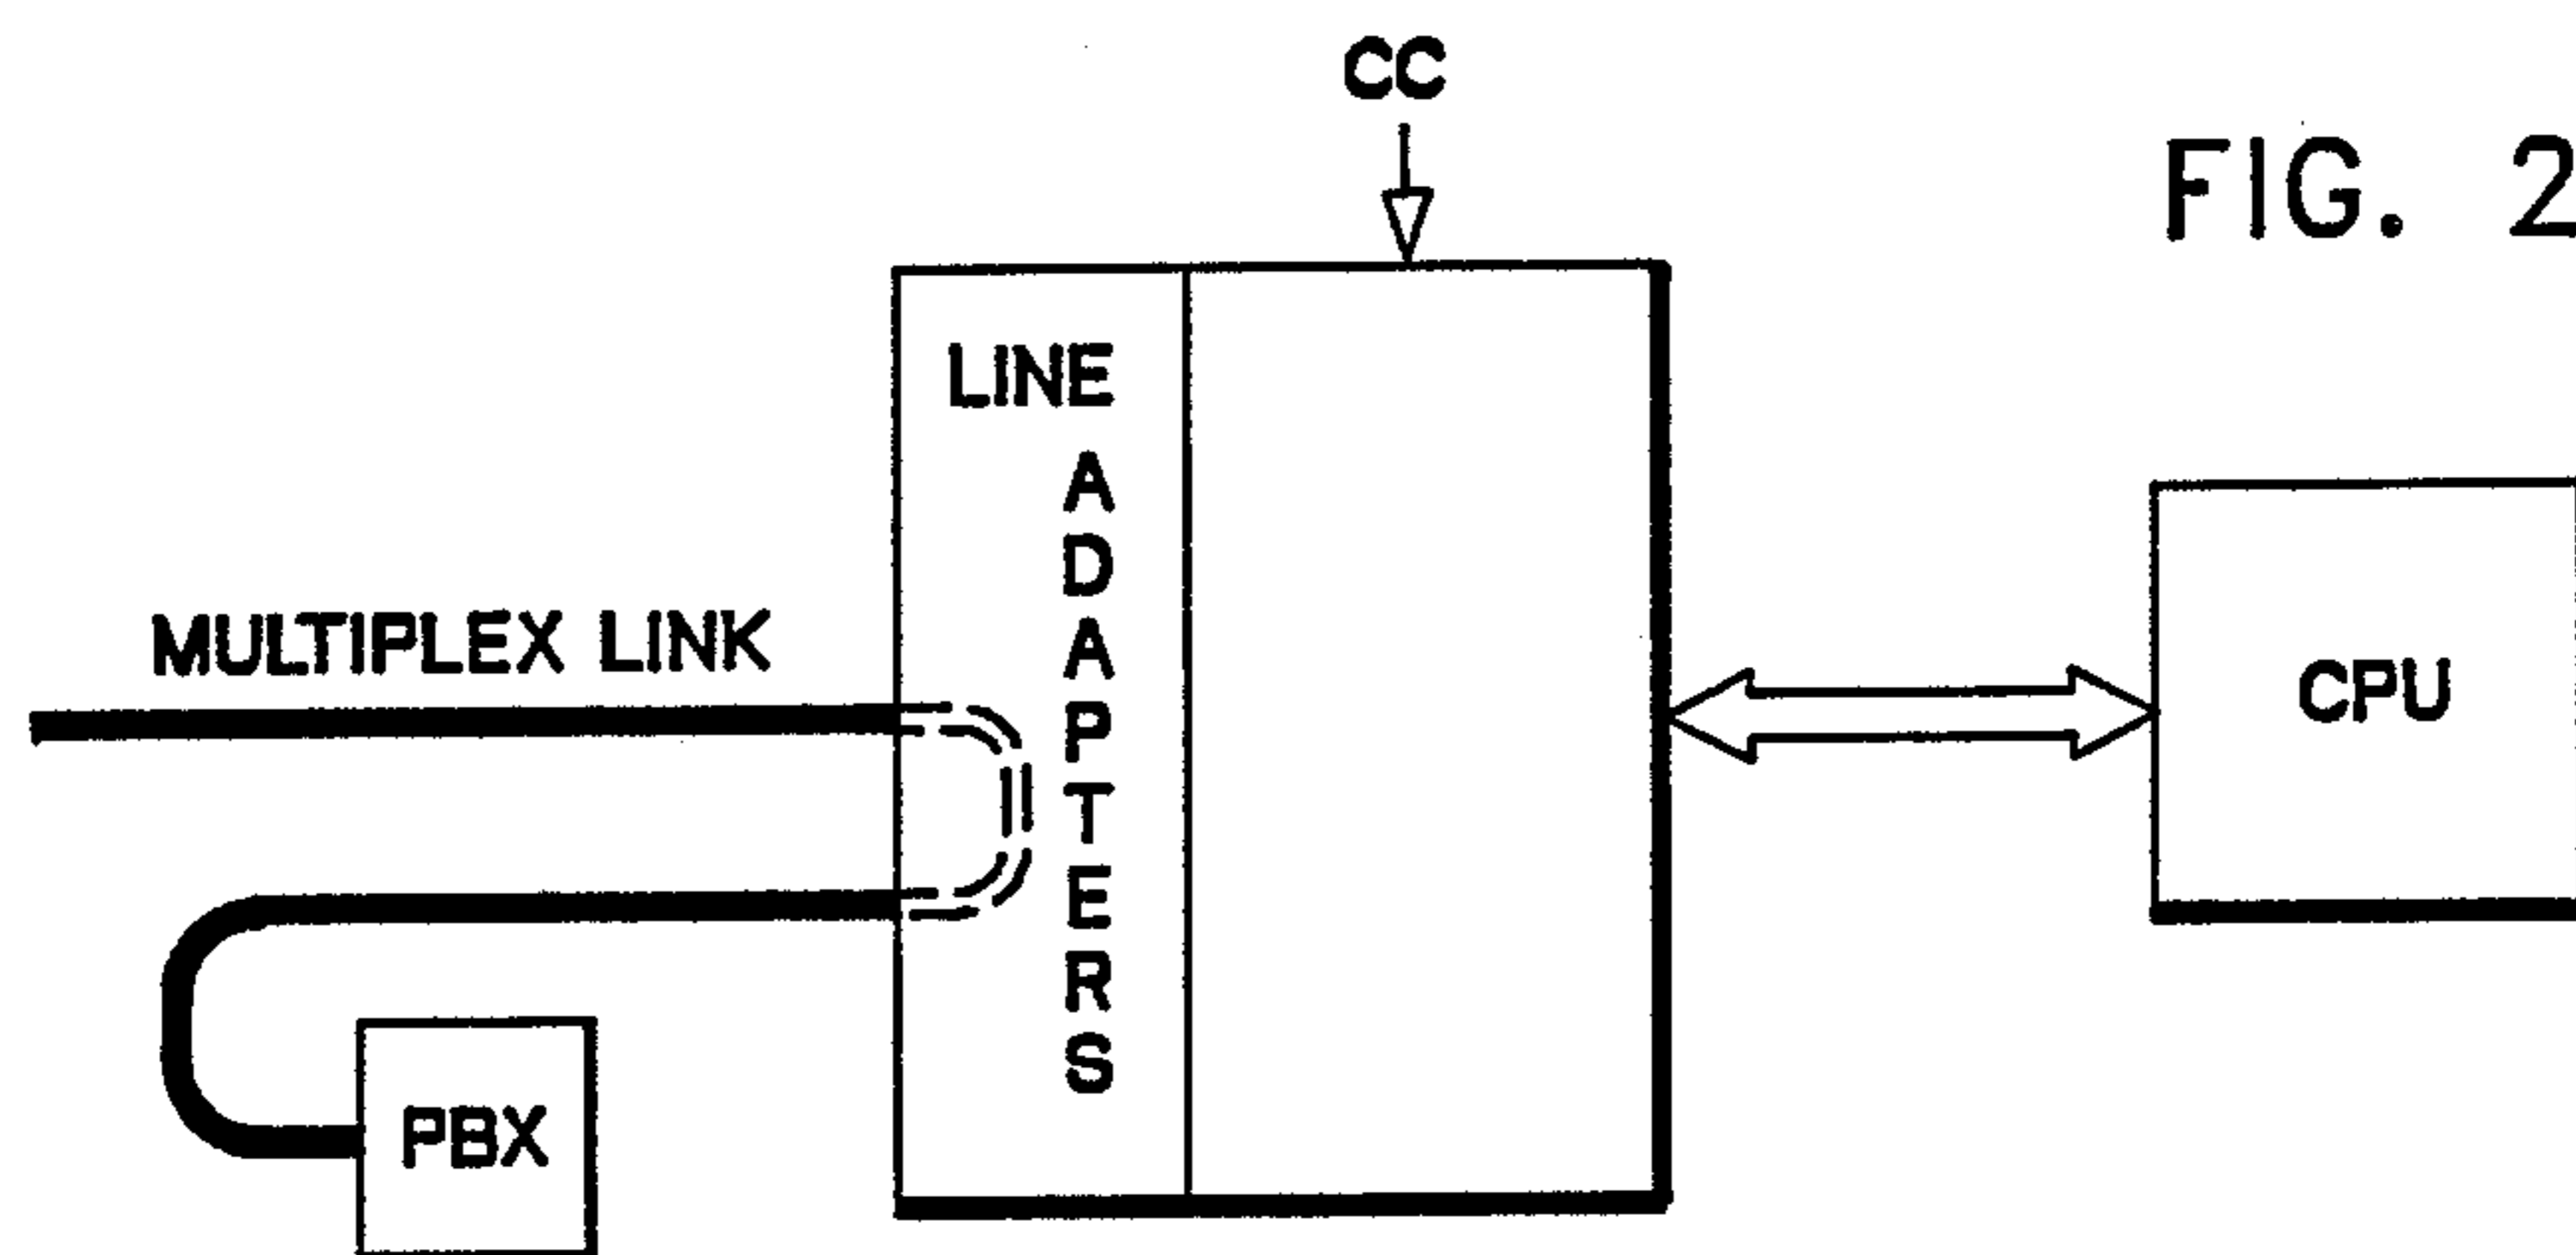 CC
FIG. 2
LINE
ADAPTERS
MULTIPLEX LINK
CPU
PBX